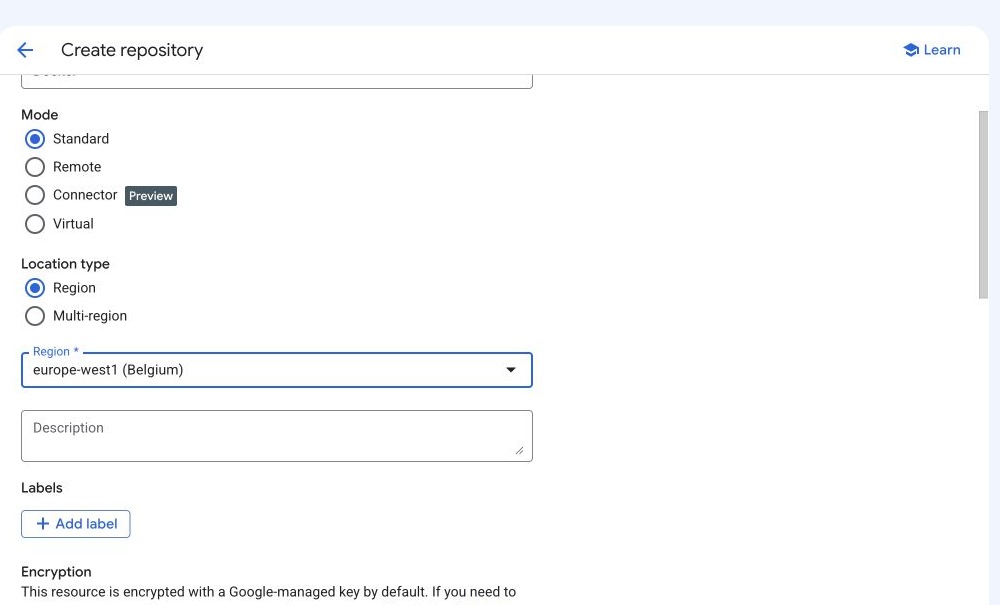 Create repository
Learn
Mode
Standard
Remote
Connector Preview
Virtual
Location type
Region
Multi-region
Region *
europe-west1 (Belgium)
Description
Labels
Add label
Encryption
This resource is encrypted with a Google-managed key by default. If you need to